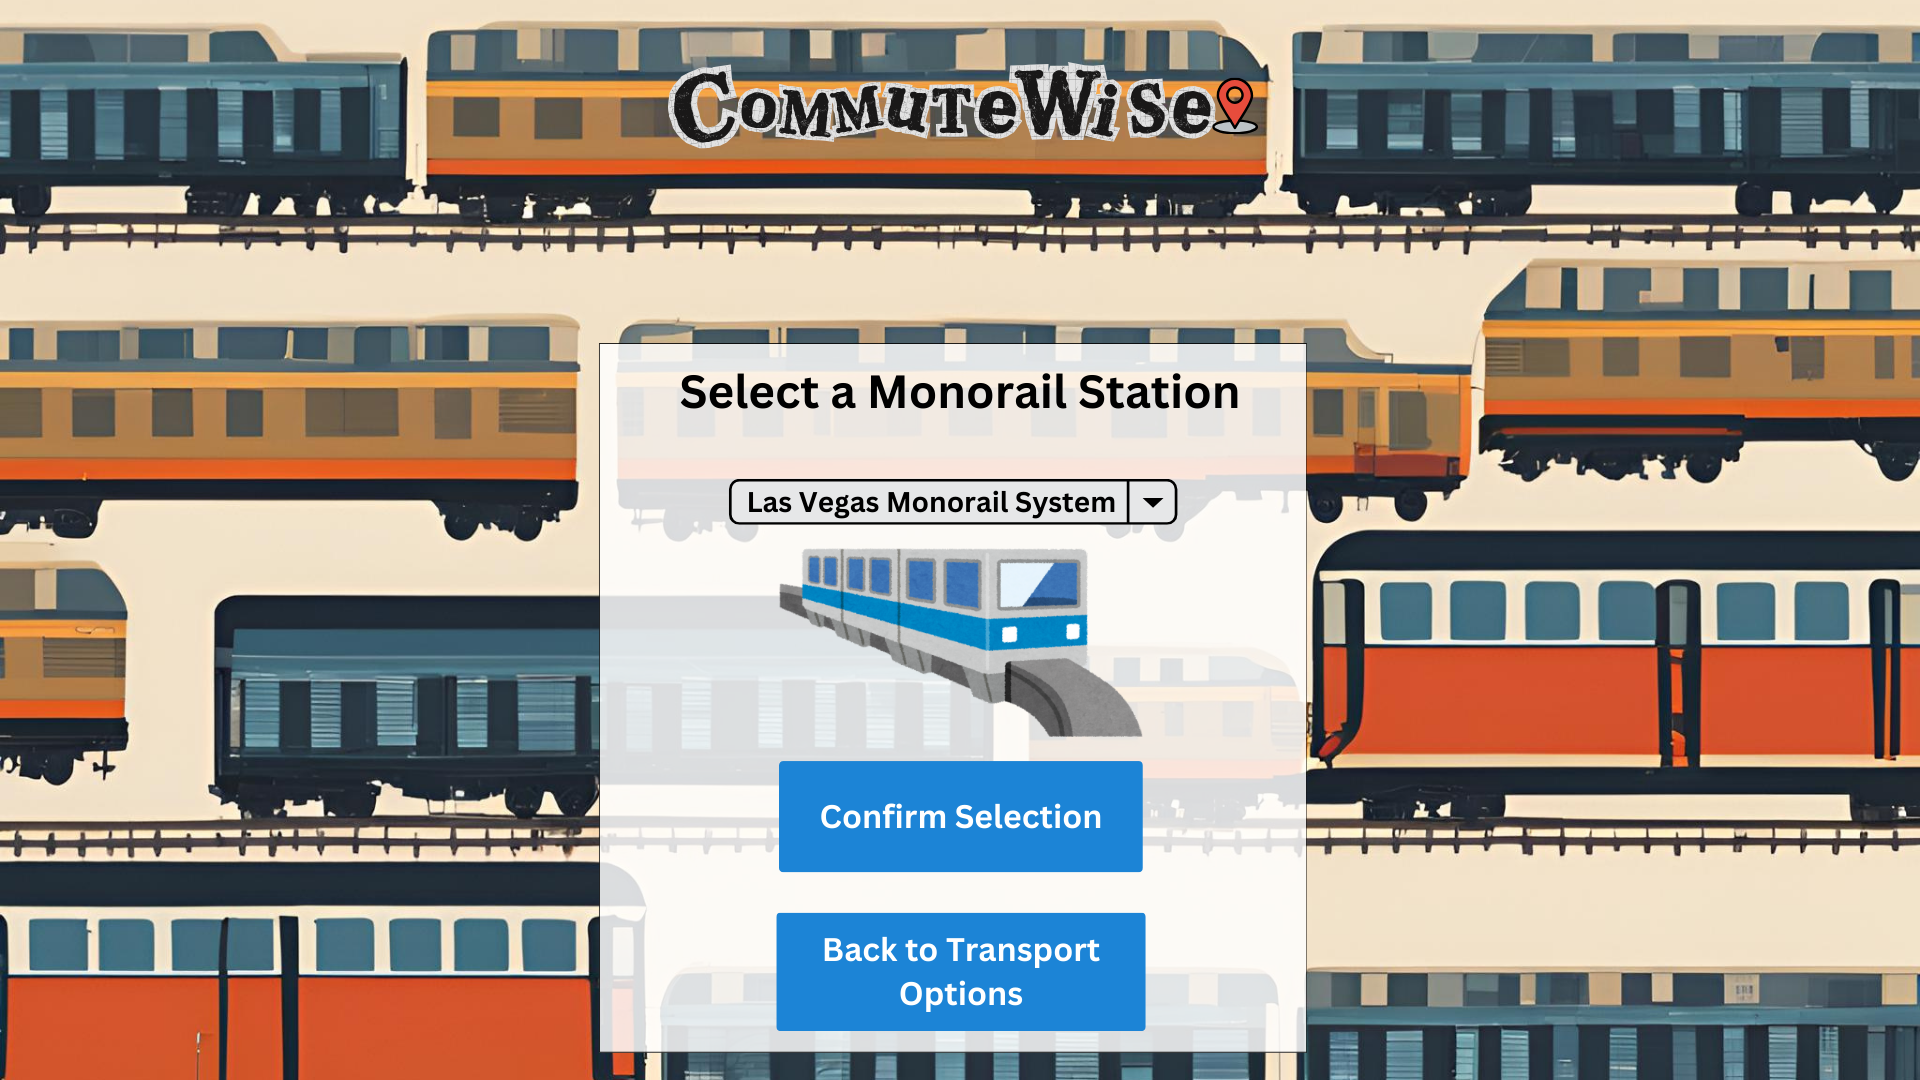 CommuteWise
Select a Monorail Station
Las Vegas Monorail System
Confirm Selection
Back to Transport
Options